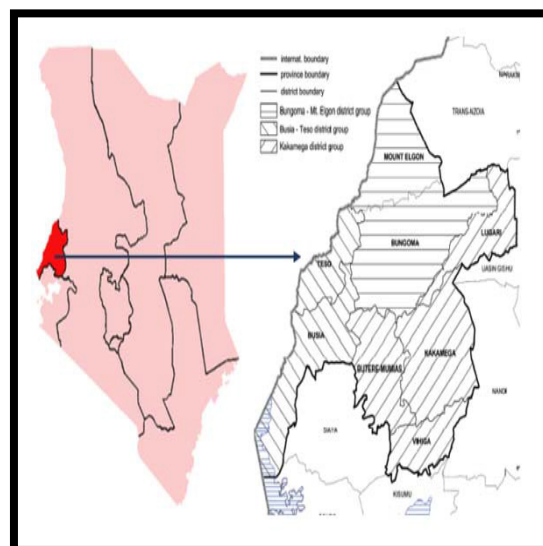 internat. boundary
province boundary
district boundary
Bungoma - Mt. Elgon district group
Busia - Teso district group
Kakamega district group
TRANS-NZOIA
MOUNT ELGON
LUGARI
BUNGOMA
TESO
UASIN GISHU
BUSIA
KAKAMEGA
BUTERE-MUMIAS
NANDI
SIAYA
VIHIGA
KISUMU